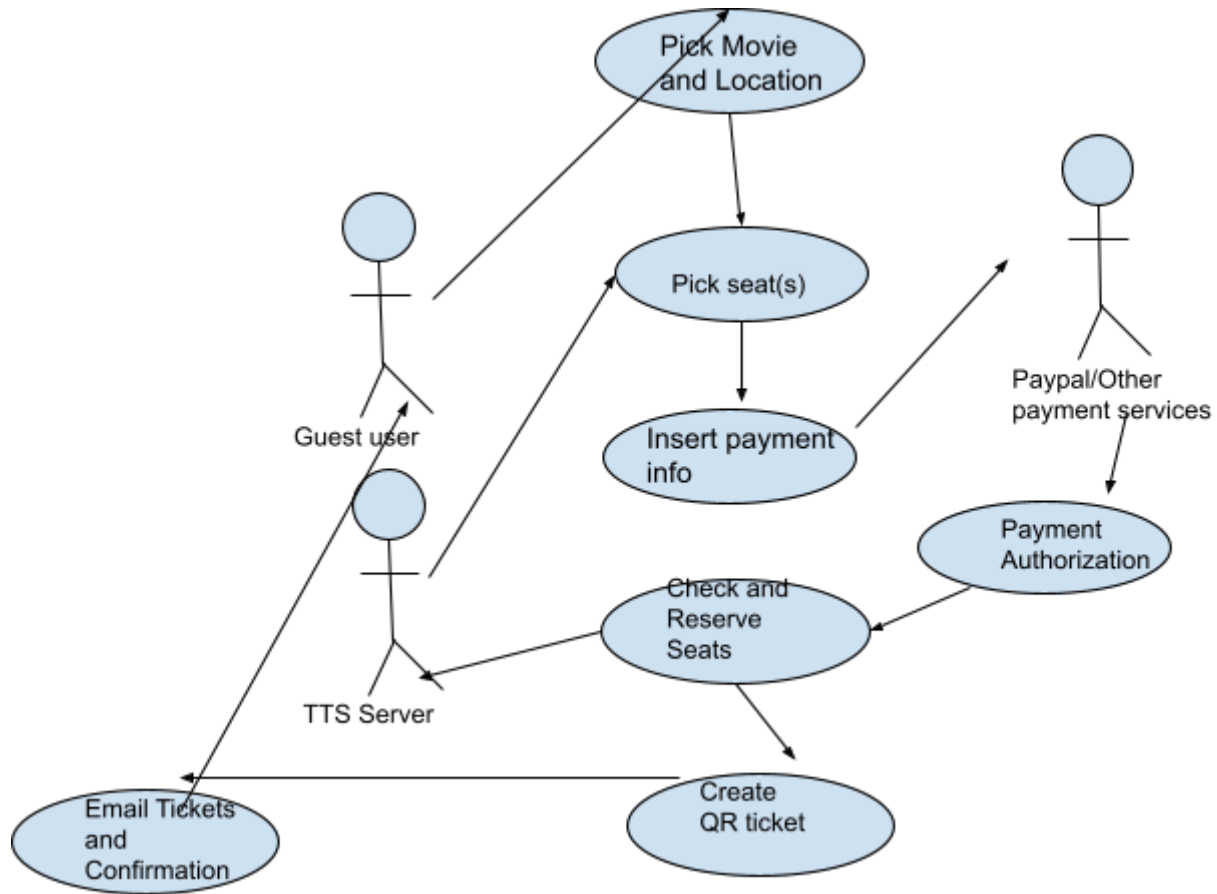 Pick Movie
and Location
Pick seat(s)
Paypal/Other
payment services
Guest user
Insert payment
info
Payment
Authorization
Check and
Reserve
Seats
TTS Server
Create
QR ticket
Email Tickets
and
Confirmation